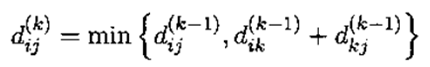 $d_{ij}^{(k)} = \min \left\{ d_{ij}^{(k-1)}, d_{ik}^{(k-1)} + d_{kj}^{(k-1)} \right\}$